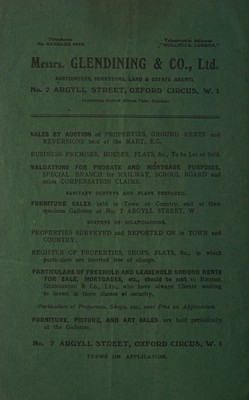 Messrs. GLENDINING & CO., Ltd.
AUCTIONEERS, SURVEYORS, LAND & ESTATE AGENTS,
No. 7 ARGYLL STREET, OXFORD CIRCUS, W. 1
SALES BY AUCTION of PROPERTIES, GROUND RENTS and
REVERSIONS held at the MART, E.C.
BUSINESS PREMISES, HOUSES, FLATS, &c., To be Let or Sold.
VALUATIONS FOR PROBATE AND MORTGAGE PURPOSES.
SPECIAL BRANCH for RAILWAY, SCHOOL BOARD and
other COMPENSATION CLAIMS.
SANITARY SURVEYS AND PLANS PREPARED.
FURNITURE SALES held in Town or Country, and at their
spacious Galleries at No. 7 ARGYLL STREET, W.
SURVEYS OF DILAPIDATIONS.
PROPERTIES SURVEYED and REPORTED ON in TOWN and
COUNTRY.
REGISTER OF PROPERTIES, SHOPS, FLATS, &c., in which
particulars are inserted free of charge.
PARTICULARS OF FREEHOLD AND LEASEHOLD GROUND RENTS
FOR SALE, MORTGAGES, etc., should be sent to Messrs.
GLENDINING & CO., LTD., who have always Clients waiting
to invest in these classes of security.
Particulars of Properties, Shops, etc., sent Free on Application.
FURNITURE, PICTURE, AND ART SALES are held periodically
at the Galleries.
No. 7 ARGYLL STREET, OXFORD CIRCUS, W. 1
TERMS ON APPLICATION.